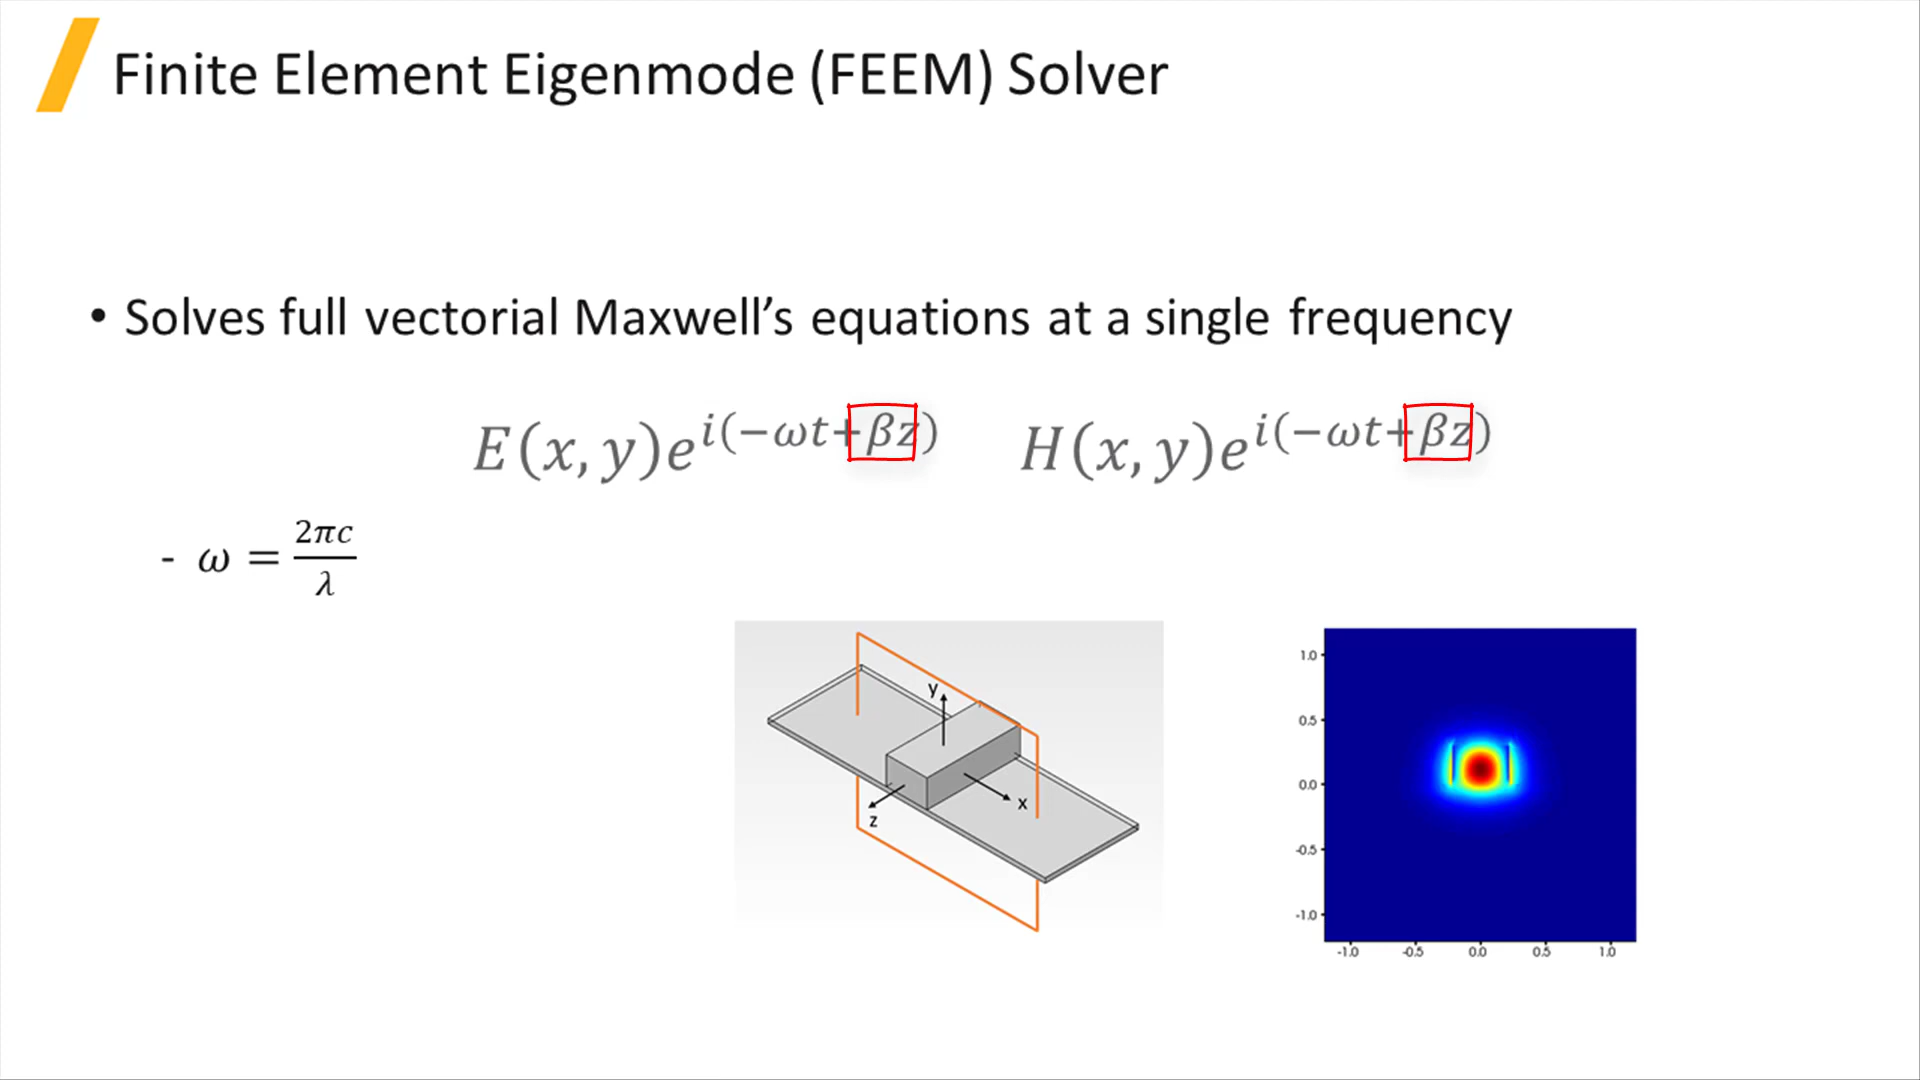 Finite Element Eigenmode (FEEM) Solver
• Solves full vectorial Maxwell's equations at a single frequency
E(x, y)e^{i(−ωt+βz)} H(x, y)e^{i(−ωt+βz)}
- ω = 2πc/λ
y
x
z
1.0
0.5
0.0
-0.5
-1.0
-1.0 -0.5 0.0 0.5 1.0